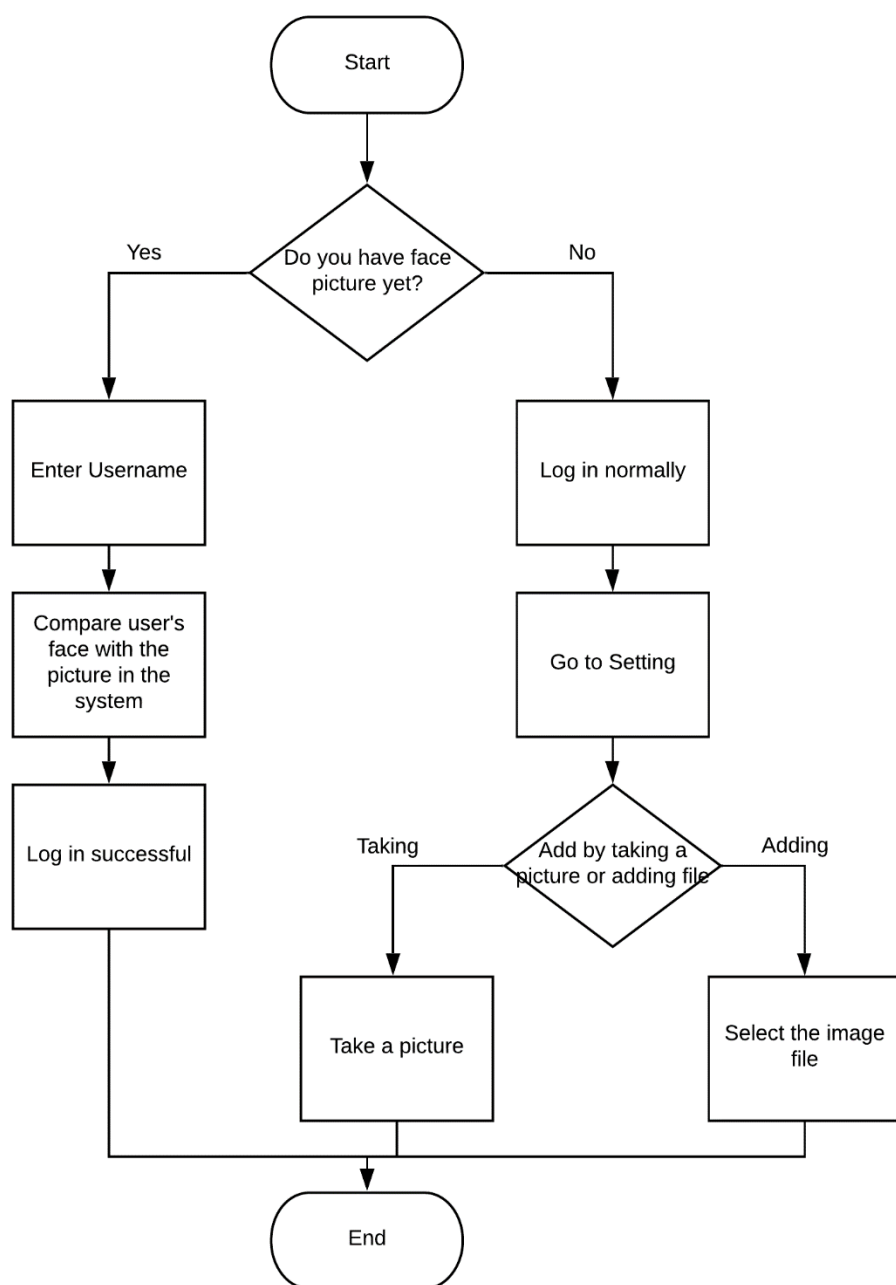 Start
Do you have face
picture yet?
Yes
No
Enter Username
Log in normally
Compare user's
face with the
picture in the
system
Go to Setting
Log in successful
Taking
Add by taking a
picture or adding file
Adding
Take a picture
Select the image
file
End